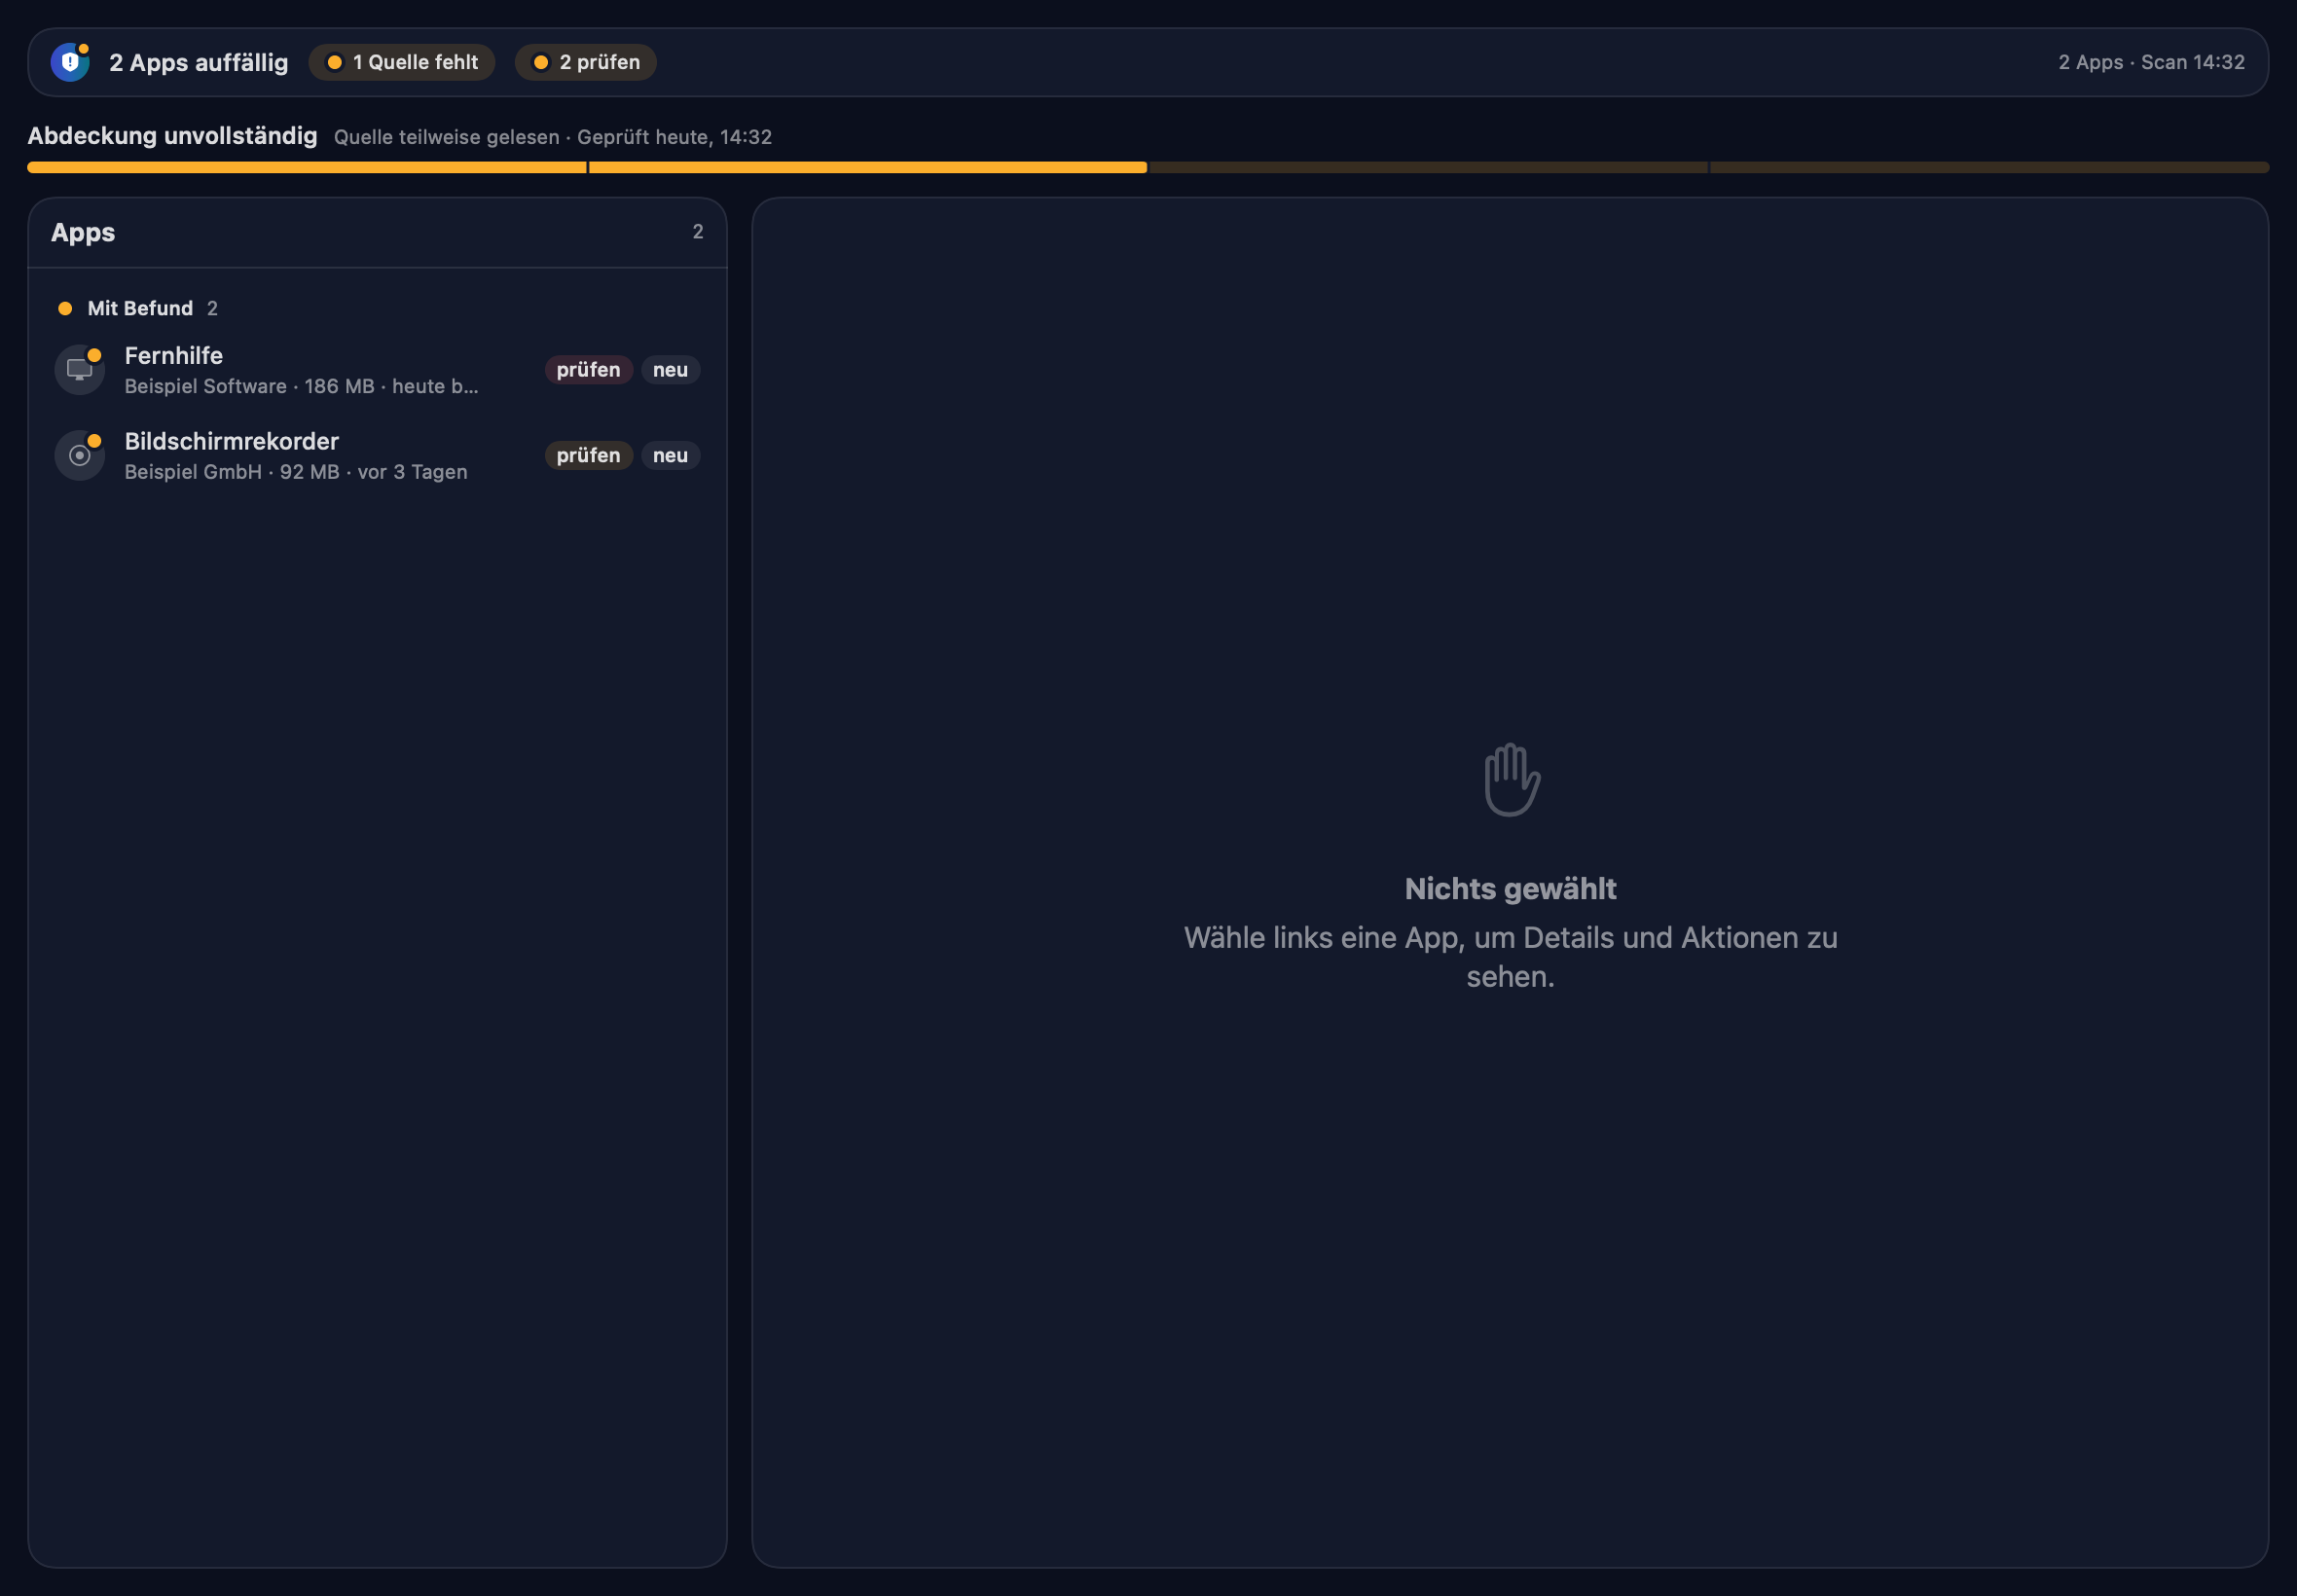 2 Apps auffällig
1 Quelle fehlt
2 prüfen
2 Apps · Scan 14:32
Abdeckung unvollständig
Quelle teilweise gelesen · Geprüft heute, 14:32
Apps
2
Mit Befund 2
Fernhilfe
Beispiel Software · 186 MB · heute b...
prüfen
neu
Bildschirmrekorder
Beispiel GmbH · 92 MB · vor 3 Tagen
prüfen
neu
Nichts gewählt
Wähle links eine App, um Details und Aktionen zu
sehen.